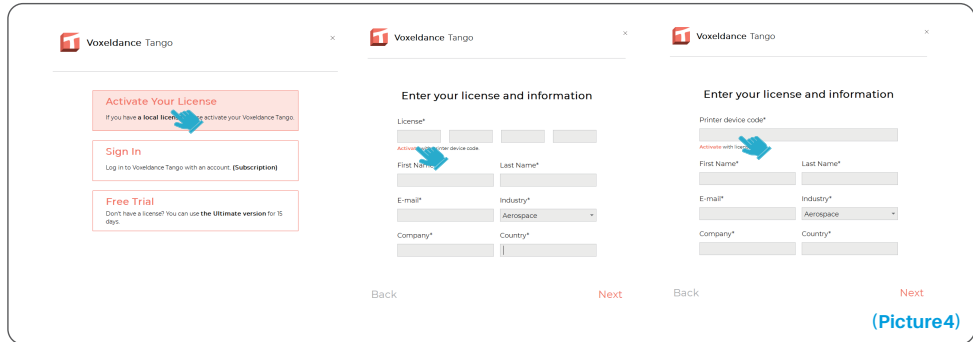 Voxeldance Tango
×
Activate Your License
If you have a local activate your Voxeldance Tango.
Sign In
Log in to Voxeldance Tango with an account. (Subscription)
Free Trial
Don't have a license? You can use the Ultimate version for 15
days.
Voxeldance Tango
×
Enter your license and information
License*
device code.
First Name*
Last Name*
E-mail*
Industry*
Aerospace
Company*
Country*
Back
Next
Voxeldance Tango
×
Enter your license and information
Printer device code*
Activate with
First Name*
Last Name*
E-mail*
Industry*
Aerospace
Company*
Country*
Back
Next
(Picture4)